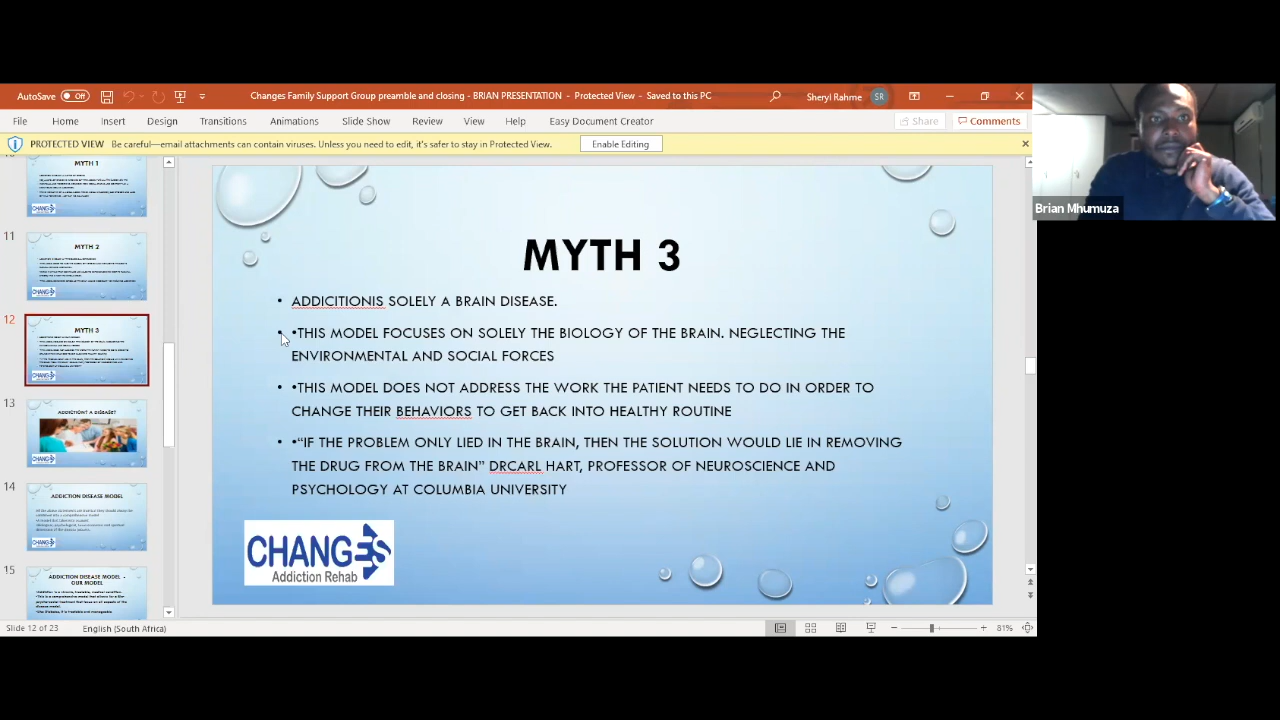 AutoSave Off
Changes Family Support Group preamble and closing - BRIAN PRESENTATION - Protected View - Saved to this PC
Sheryl Rahme SR
File Home Insert Design Transitions Animations Slide Show Review View Help Easy Document Creator
Share Comments
PROTECTED VIEW Be careful—email attachments can contain viruses. Unless you need to edit, it's safer to stay in Protected View. Enable Editing
Brian Mhumuza
MYTH 1
CHANGES
11
MYTH 2
12
MYTH 3
13
ADDICTION? A DISEASE?
14
ADDICTION DISEASE MODEL
15
ADDICTION DISEASE MODEL -
OUR MODEL
MYTH 3
• ADDICITIONIS SOLELY A BRAIN DISEASE.
• •THIS MODEL FOCUSES ON SOLELY THE BIOLOGY OF THE BRAIN. NEGLECTING THE
ENVIRONMENTAL AND SOCIAL FORCES
• •THIS MODEL DOES NOT ADDRESS THE WORK THE PATIENT NEEDS TO DO IN ORDER TO
CHANGE THEIR BEHAVIORS TO GET BACK INTO HEALTHY ROUTINE
• •“IF THE PROBLEM ONLY LIED IN THE BRAIN, THEN THE SOLUTION WOULD LIE IN REMOVING
THE DRUG FROM THE BRAIN” DRCARL HART, PROFESSOR OF NEUROSCIENCE AND
PSYCHOLOGY AT COLUMBIA UNIVERSITY
CHANGES
Addiction Rehab
Slide 12 of 23 English (South Africa)
81%